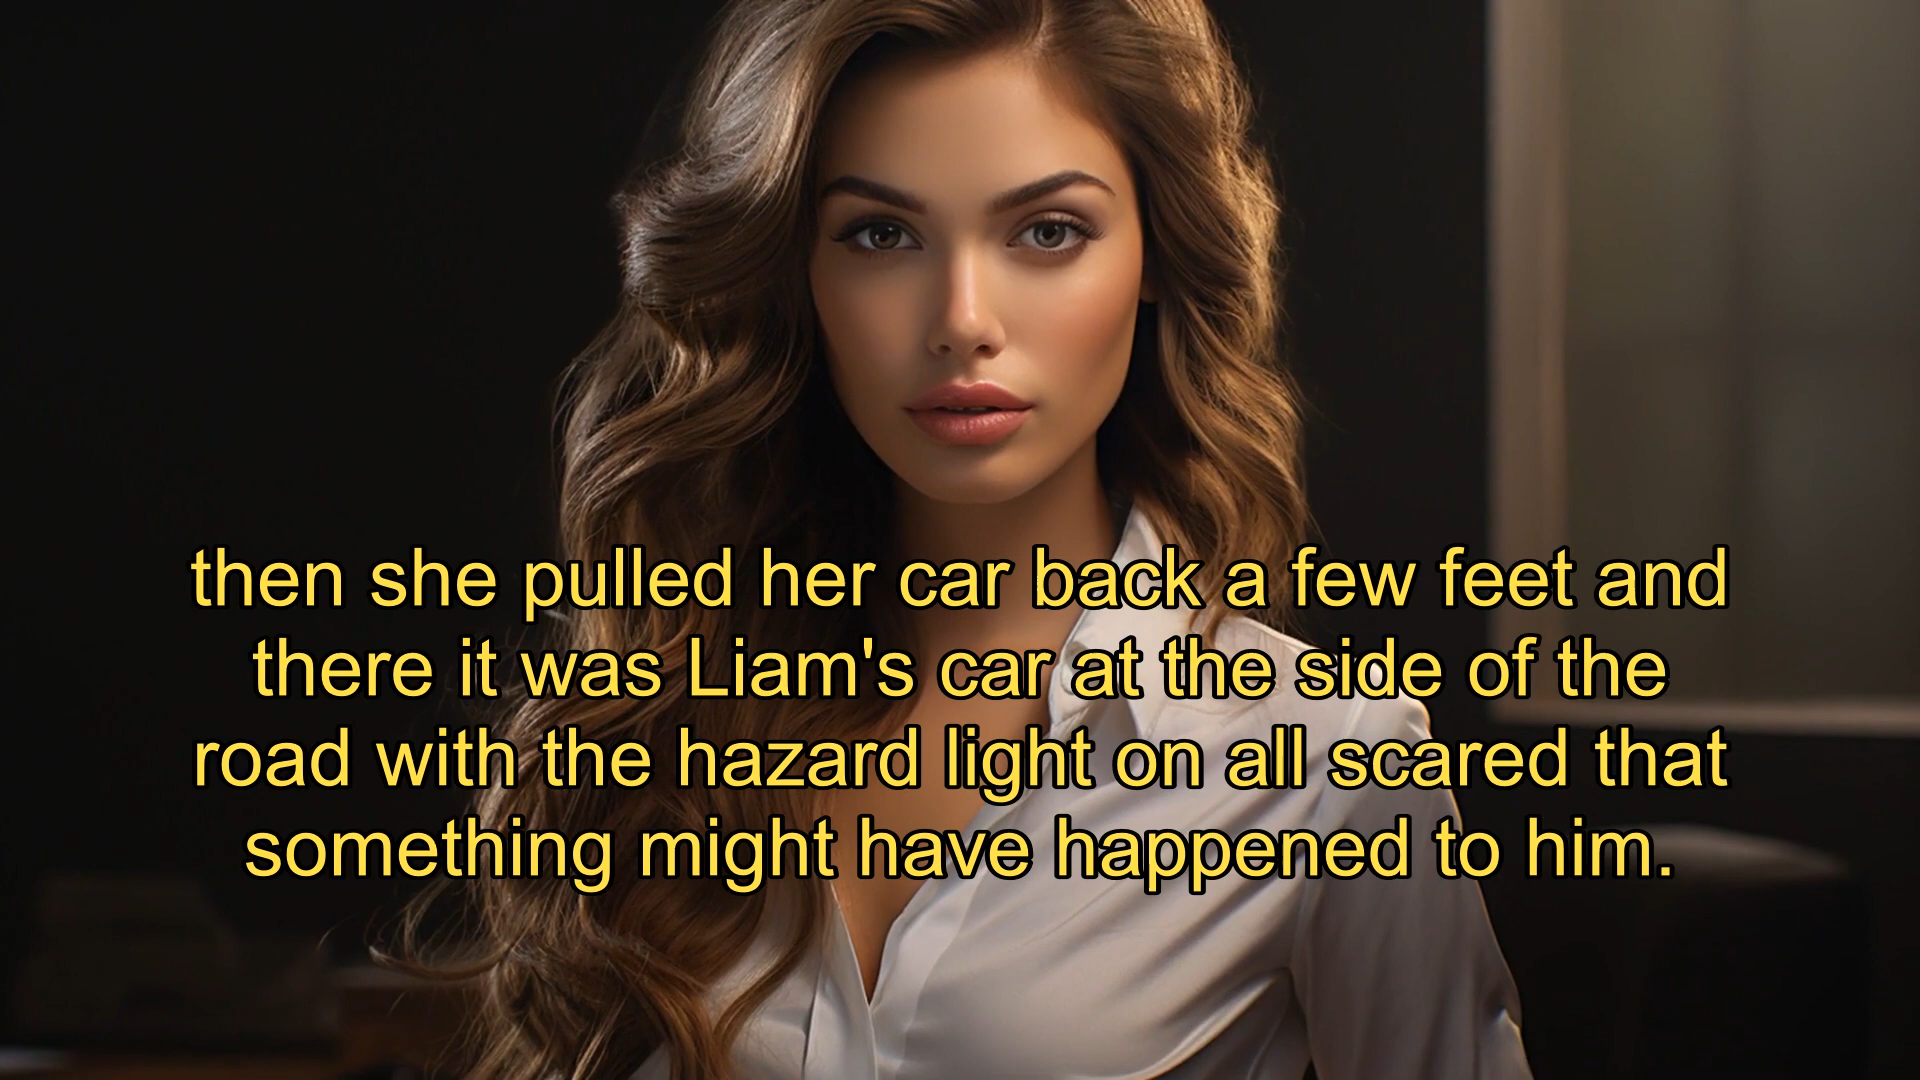 then she pulled her car back a few feet and
there it was Liam's car at the side of the
road with the hazard light on all scared that
something might have happened to him.